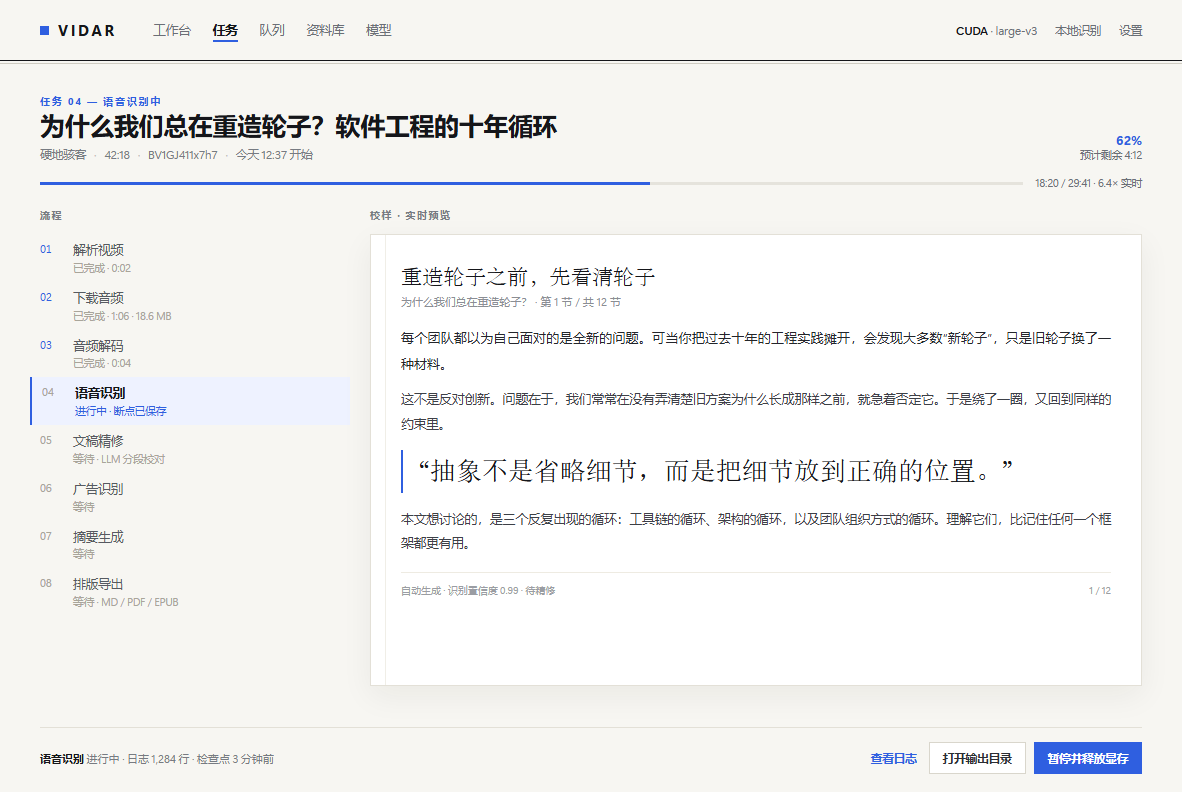 VIDAR 工作台 任务 队列 资料库 模型 CUDA · large-v3 本地识别 设置
任务 04 — 语音识别中
为什么我们总在重造轮子？软件工程的十年循环
硬地骇客 · 42:18 · BV1GJ411x7h7 · 今天 12:37 开始
62%
预计剩余 4:12
18:20 / 29:41 · 6.4× 实时
流程
01 解析视频
已完成 · 0:02
02 下载音频
已完成 · 1:06 · 18.6 MB
03 音频解码
已完成 · 0:04
04 语音识别
进行中 · 断点已保存
05 文稿精修
等待 · LLM 分段校对
06 广告识别
等待
07 摘要生成
等待
08 排版导出
等待 · MD / PDF / EPUB
校样 · 实时预览
重造轮子之前，先看清轮子
为什么我们总在重造轮子？ · 第 1 节 / 共 12 节
每个团队都以为自己面对的是全新的问题。可当你把过去十年的工程实践摊开，会发现大多数“新轮子”，只是旧轮子换了一
种材料。
这不是反对创新。问题在于，我们常常在没有弄清楚旧方案为什么长成那样之前，就急着否定它。于是绕了一圈，又回到同样的
约束里。
“抽象不是省略细节，而是把细节放到正确的位置。”
本文想讨论的，是三个反复出现的循环：工具链的循环、架构的循环，以及团队组织方式的循环。理解它们，比记住任何一个框
架都更有用。
自动生成 · 识别置信度 0.99 · 待精修 1 / 12
语音识别 进行中 · 日志 1,284 行 · 检查点 3 分钟前
查看日志 打开输出目录 暂停并释放显存